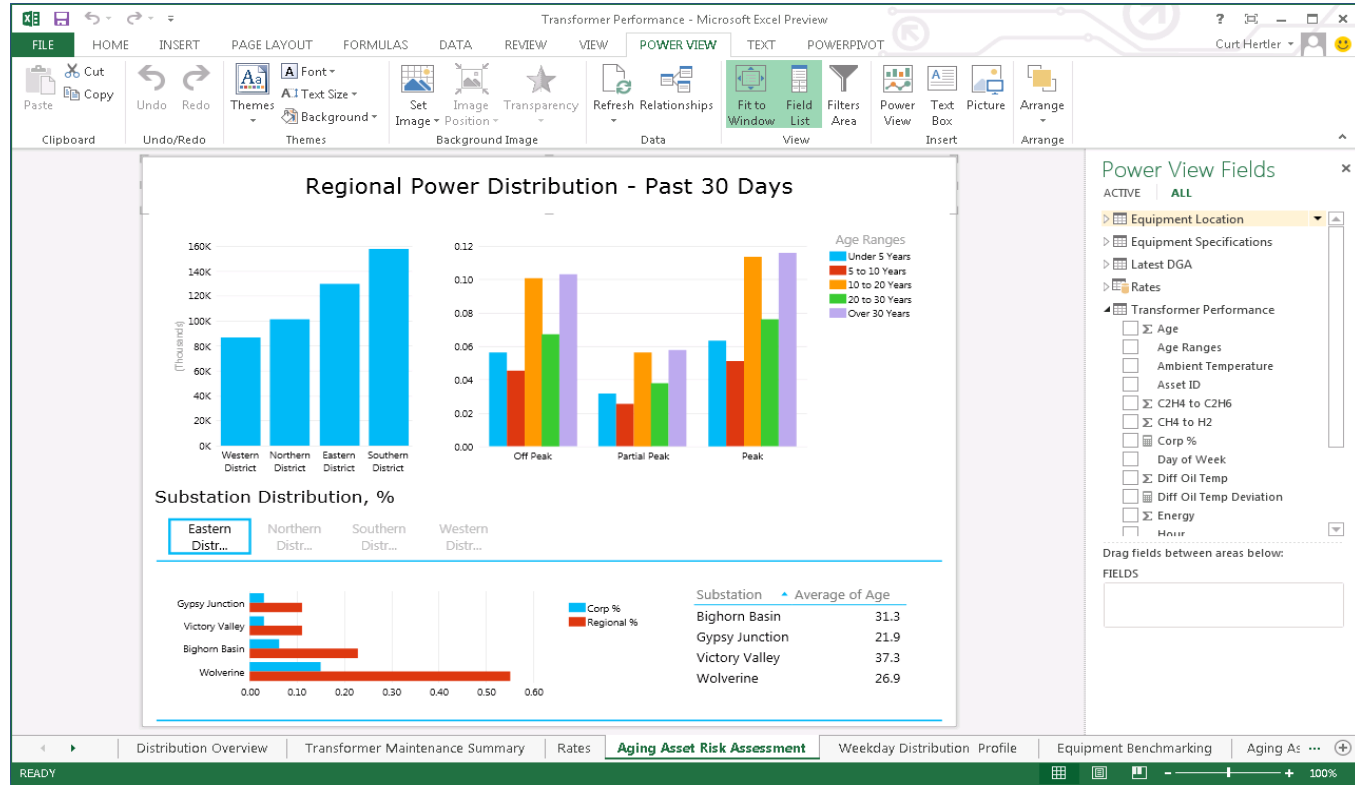 Transformer Performance - Microsoft Excel Preview
?
FILE HOME INSERT PAGE LAYOUT FORMULAS DATA REVIEW VIEW POWER VIEW TEXT POWERPIVOT Curt Hertler
Paste
Cut
Copy
Clipboard
Undo Redo
Undo/Redo
Themes
Font
Text Size
Background
Themes
Set Image
Image Position
Transparency
Background Image
Refresh
Relationships
Data
Fit to Window
Field List
Filters Area
View
Power View
Text Box
Picture
Insert
Arrange
Arrange
Regional Power Distribution - Past 30 Days
(Thousands)
160K
140K
120K
100K
80K
60K
40K
20K
0K
Western District
Northern District
Eastern District
Southern District
0.12
0.10
0.08
0.06
0.04
0.02
0.00
Off Peak Partial Peak Peak
Age Ranges
Under 5 Years
5 to 10 Years
10 to 20 Years
20 to 30 Years
Over 30 Years
Substation Distribution, %
Eastern Distr...
Northern Distr...
Southern Distr...
Western Distr...
Gypsy Junction
Victory Valley
Bighorn Basin
Wolverine
0.00 0.10 0.20 0.30 0.40 0.50 0.60
Corp %
Regional %
Substation Average of Age
Bighorn Basin 31.3
Gypsy Junction 21.9
Victory Valley 37.3
Wolverine 26.9
Power View Fields
ACTIVE ALL
Equipment Location
Equipment Specifications
Latest DGA
Rates
Transformer Performance
Σ Age
Age Ranges
Ambient Temperature
Asset ID
Σ C2H4 to C2H6
Σ CH4 to H2
Corp %
Day of Week
Σ Diff Oil Temp
Diff Oil Temp Deviation
Σ Energy
Hour
Drag fields between areas below:
FIELDS
Distribution Overview Transformer Maintenance Summary Rates Aging Asset Risk Assessment Weekday Distribution Profile Equipment Benchmarking Aging As ...
READY
100%